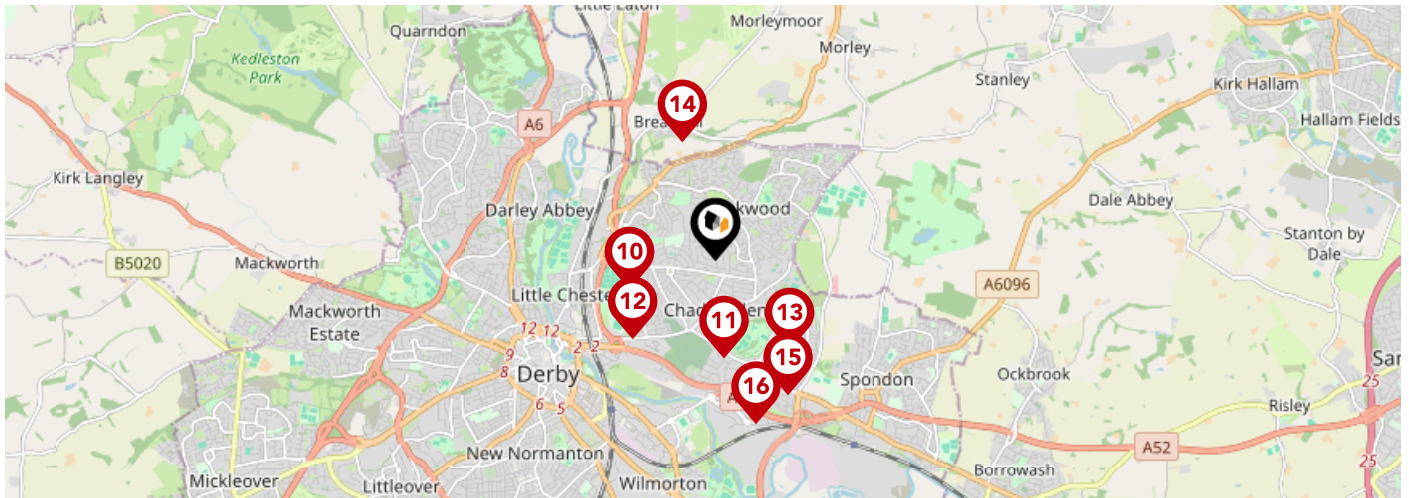 Little Eaton
Morleymoor
Quarndon
Morley
Kedleston
Park
Stanley
Kirk Hallam
14
A6
Hallam Fields
Kirk Langley
Dale Abbey
Darley Abbey
Stanton by
Dale
10
B5020
Mackworth
A6096
Little Chester
12
13
Mackworth
Estate
11
12
12
2
2
9
15
8
Derby
16
Spondon
Ockbrook
25
6
5
Risley
New Normanton
A52
25
Mickleover
Littleover
Wilmorton
Borrowash